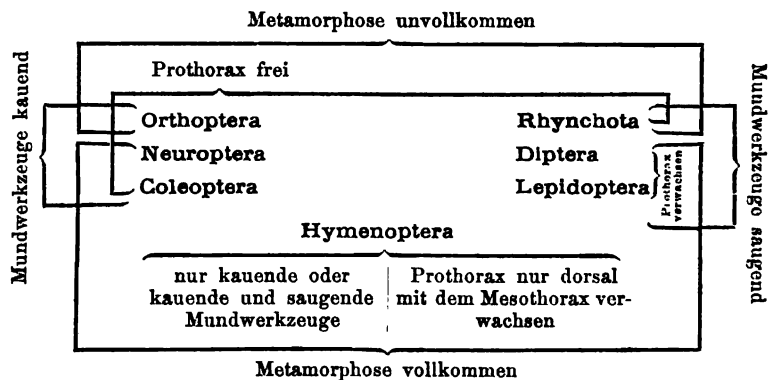 Metamorphose unvollkommen
Mundwerkzeuge kauend
Prothorax frei
Orthoptera
Neuroptera
Coleoptera
Rhynchota
Diptera
Lepidoptera
Prothorax
verwachsen
Mundwerkzeugo saugend
Hymenoptera
nur kauende oder
kauende und saugende
Mundwerkzeuge
Prothorax nur dorsal
mit dem Mesothorax ver-
wachsen
Metamorphose vollkommen